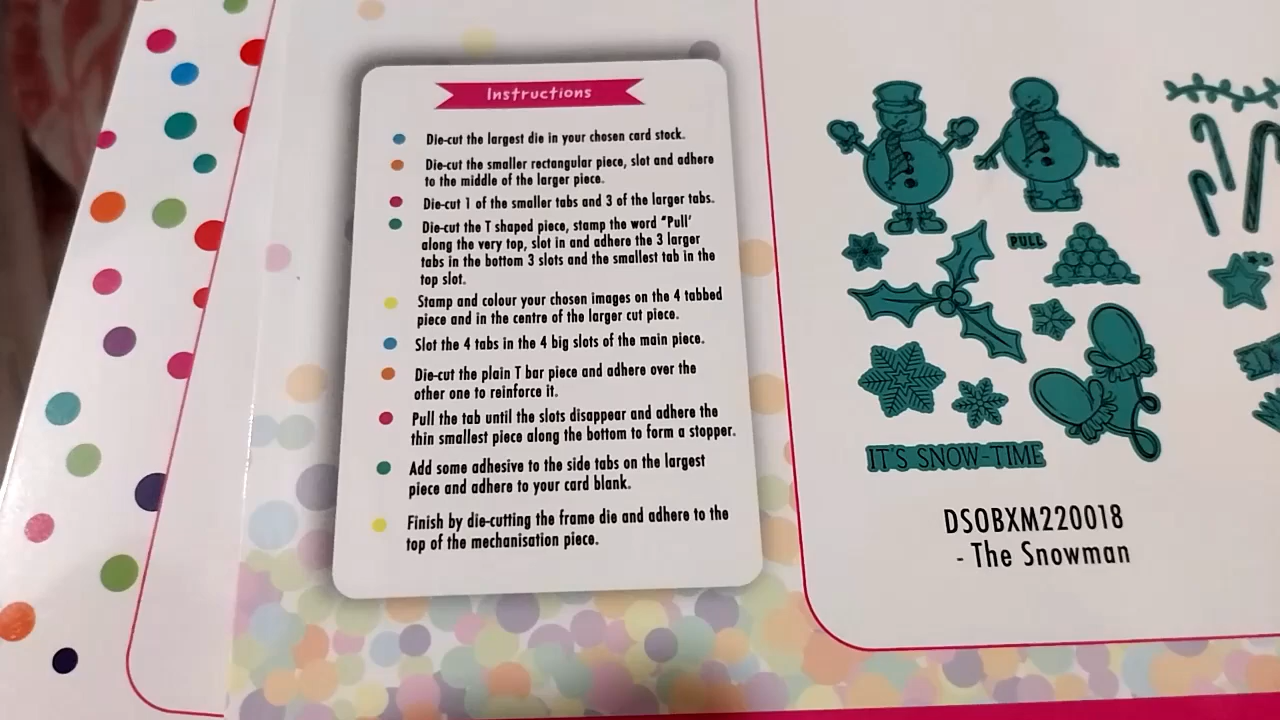 Instructions
Die-cut the largest die in your chosen card stock.
Die-cut the smaller rectangular piece, slot and adhere
to the middle of the larger piece.
Die-cut 1 of the smaller tabs and 3 of the larger tabs.
Die-cut the T shaped piece, stamp the word "Pull'
along the very top, slot in and adhere the 3 larger
tabs in the bottom 3 slots and the smallest tab in the
top slot.
Stamp and colour your chosen images on the 4 tabbed
piece and in the centre of the larger cut piece.
Slot the 4 tabs in the 4 big slots of the main piece.
Die-cut the plain T bar piece and adhere over the
other one to reinforce it.
Pull the tab until the slots disappear and adhere the
thin smallest piece along the bottom to form a stopper.
Add some adhesive to the side tabs on the largest
piece and adhere to your card blank.
Finish by die-cutting the frame die and adhere to the
top of the mechanisation piece.
PULL
IT'S SNOW-TIME
DSOBXM220018
- The Snowman